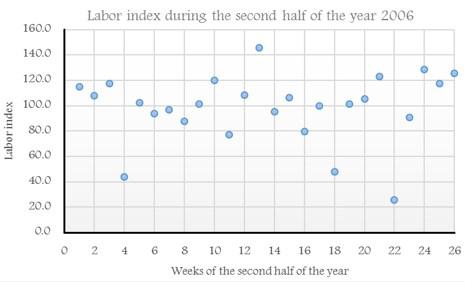 Labor index during the second half of the year 2006
160.0
140.0
120.0
100.0
80.0
60.0
40.0
20.0
0.0
Labor index
0 2 4 6 8 10 12 14 16 18 20 22 24 26
Weeks of the second half of the year